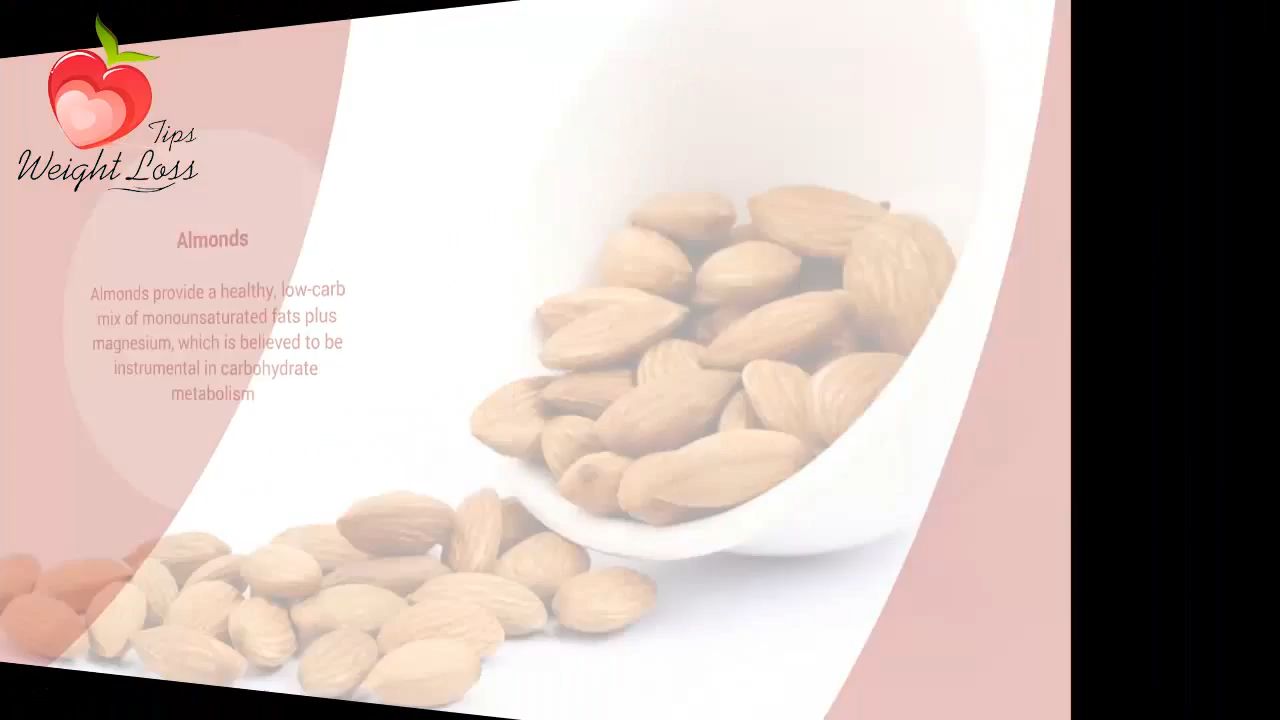 Tips
Weight Loss
Almonds
Almonds provide a healthy, low-carb
mix of monounsaturated fats plus
magnesium, which is believed to be
instrumental in carbohydrate
metabolism